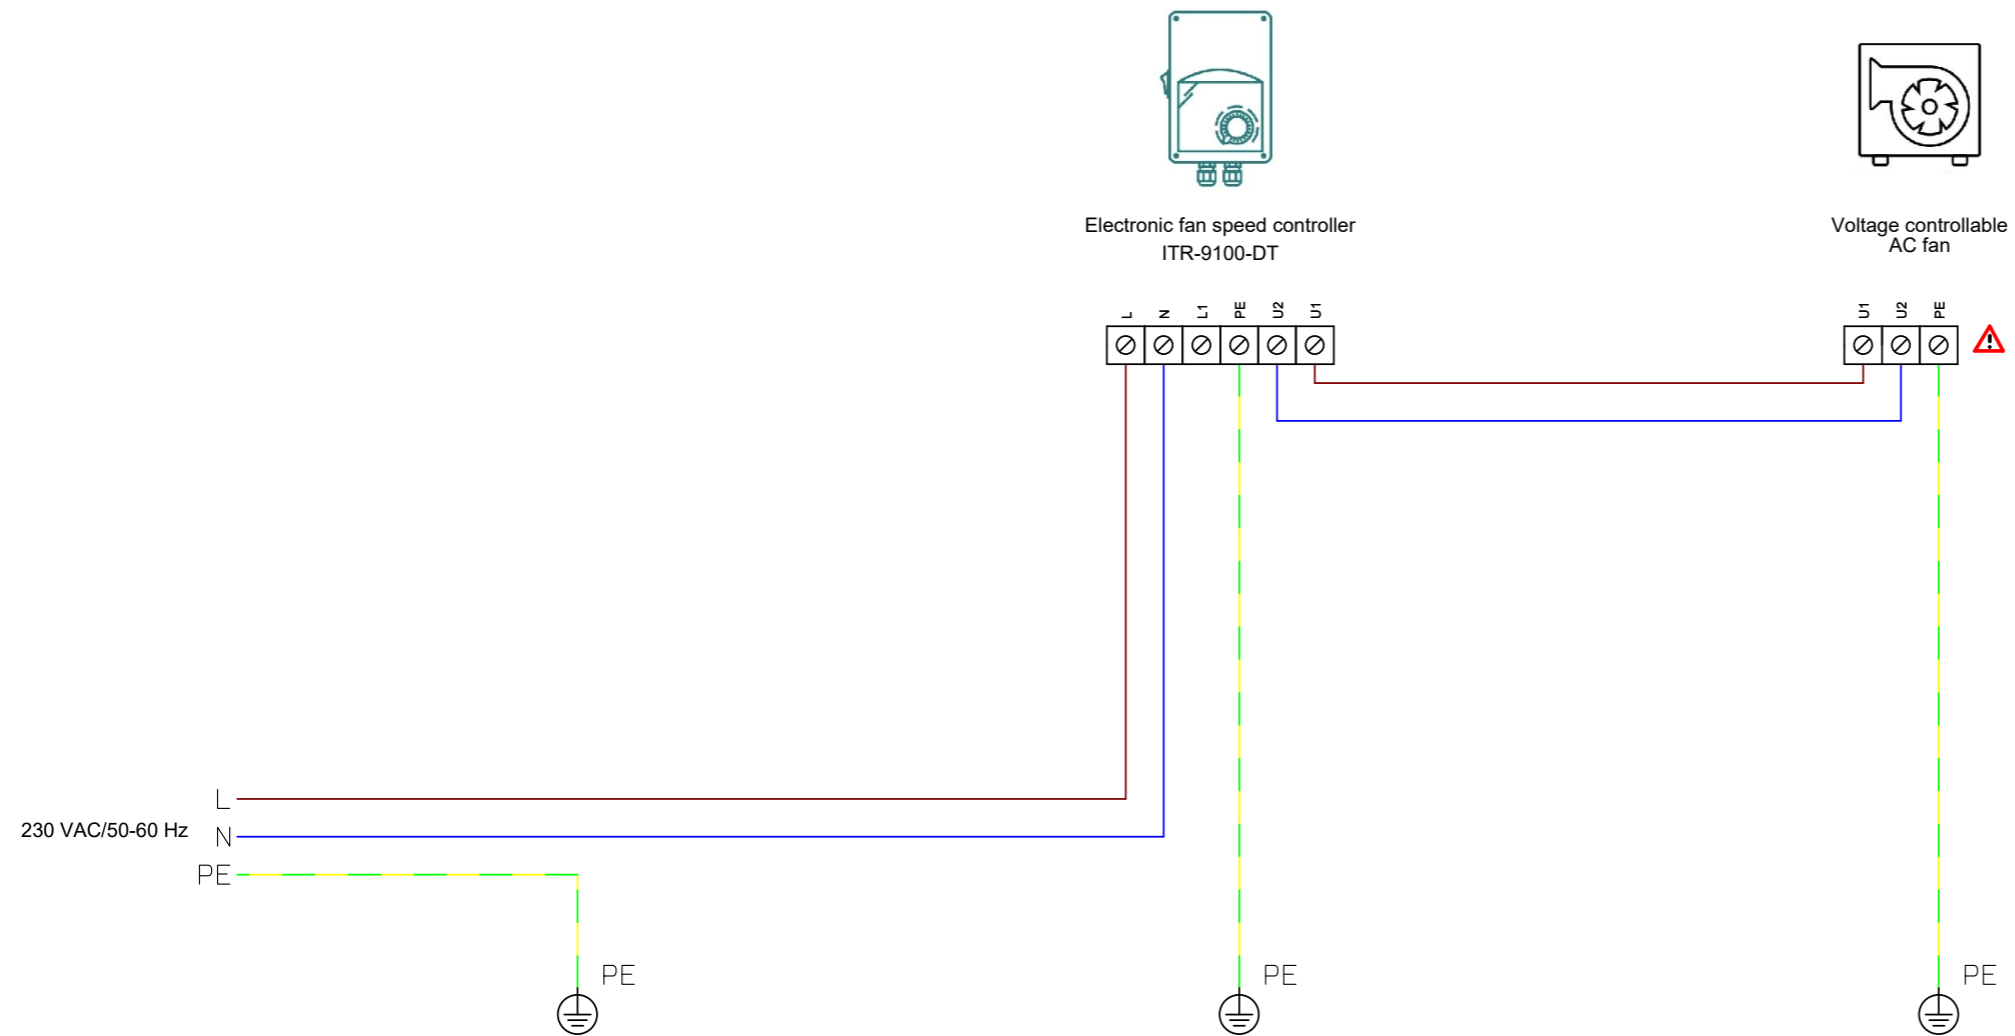 Electronic fan speed controller
ITR-9100-DT
Voltage controllable
AC fan
L N L1 PE U2 U1
U1 U2 PE
L
230 VAC/50-60 Hz
N
PE
PE
PE
PE